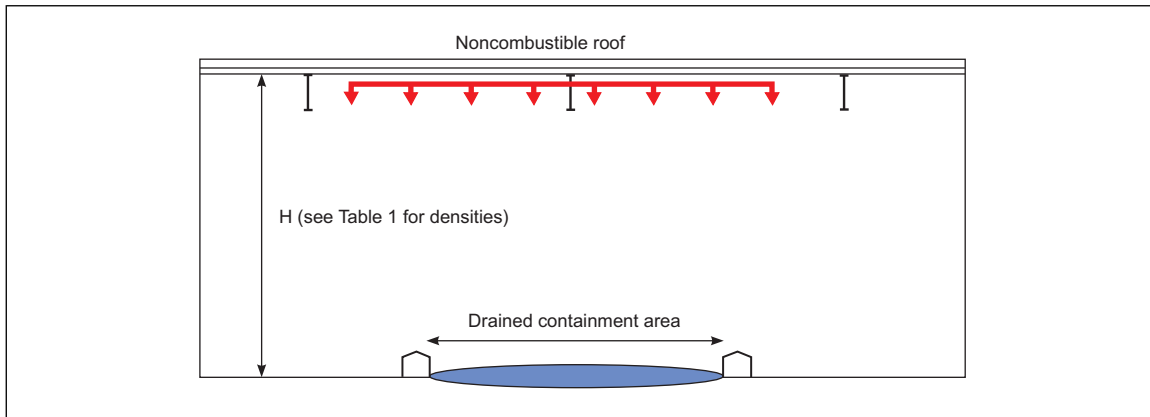 Noncombustible roof
H (see Table 1 for densities)
Drained containment area